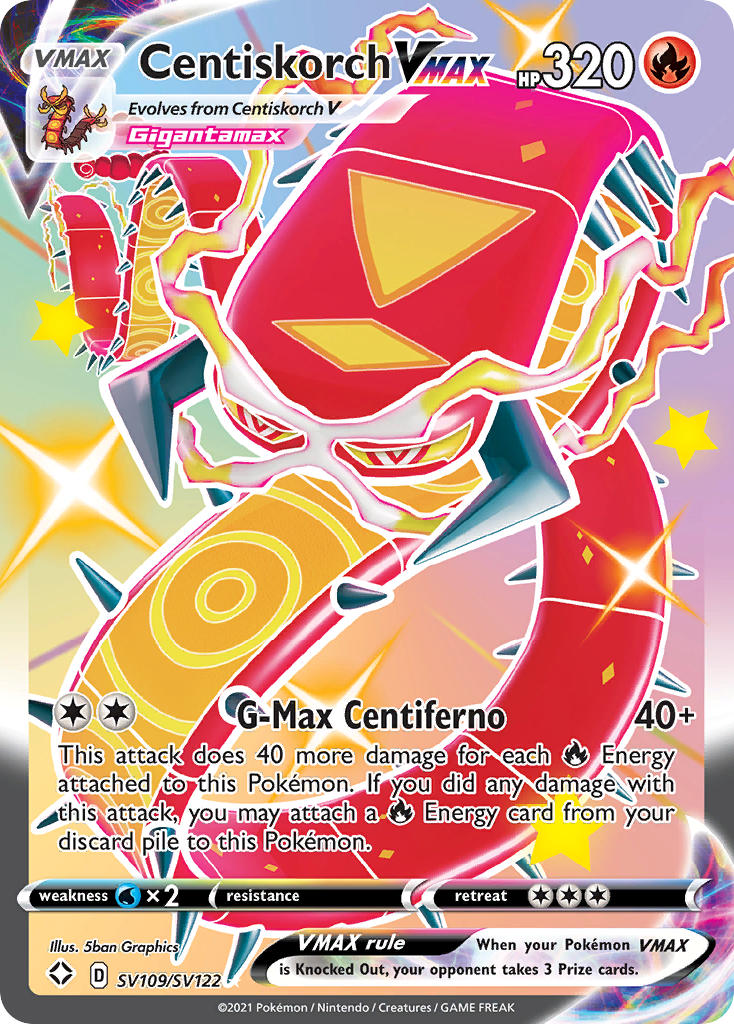 VMAX
Centiskorch VMAX
HP 320
Evolves from Centiskorch V
Gigantamax
G-Max Centiferno 40+
This attack does 40 more damage for each Energy
attached to this Pokémon. If you did any damage with
this attack, you may attach a Energy card from your
discard pile to this Pokémon.
weakness ×2 resistance retreat
Illus. 5ban Graphics
D SV109/SV122
VMAX rule When your Pokémon VMAX
is Knocked Out, your opponent takes 3 Prize cards.
©2021 Pokémon / Nintendo / Creatures / GAME FREAK